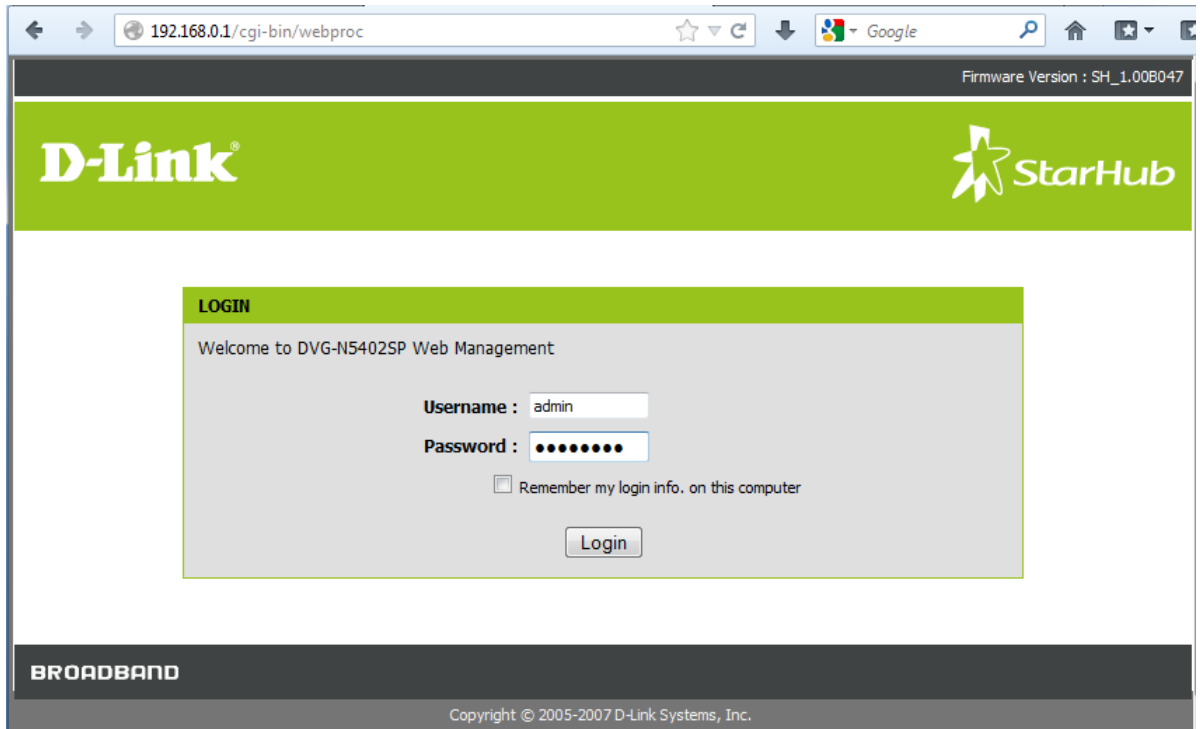 192.168.0.1/cgi-bin/webproc
Google
Firmware Version : SH_1.00B047
D-Link®
StarHub
LOGIN
Welcome to DVG-N5402SP Web Management
Username : admin
Password : ●●●●●●●●
Remember my login info. on this computer
Login
BROADBAND
Copyright © 2005-2007 D-Link Systems, Inc.